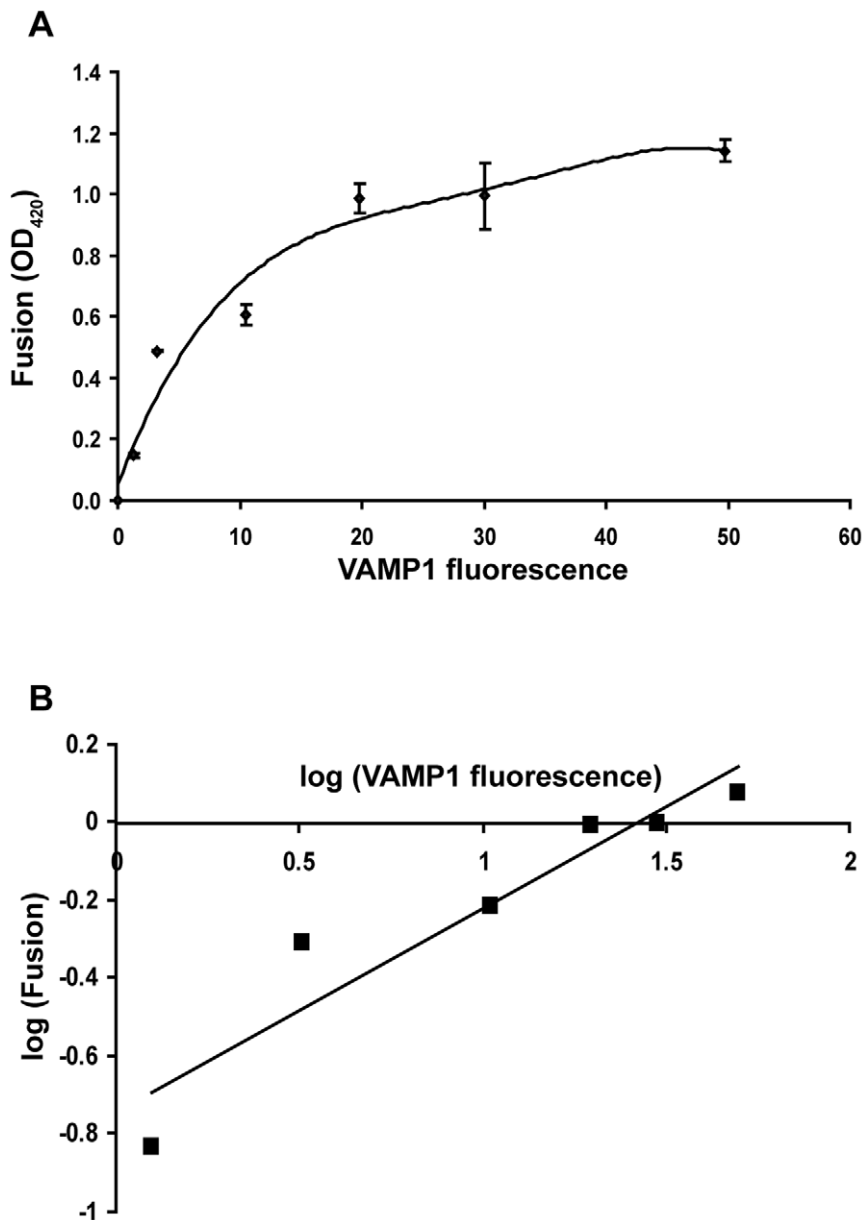 A
1.4
1.2
1.0
0.8
0.6
0.4
0.2
0.0
Fusion (OD420)
0 10 20 30 40 50 60
VAMP1 fluorescence
B
0.2
0
-0.2
-0.4
-0.6
-0.8
-1
log (Fusion)
log (VAMP1 fluorescence)
0 0.5 1 1.5 2